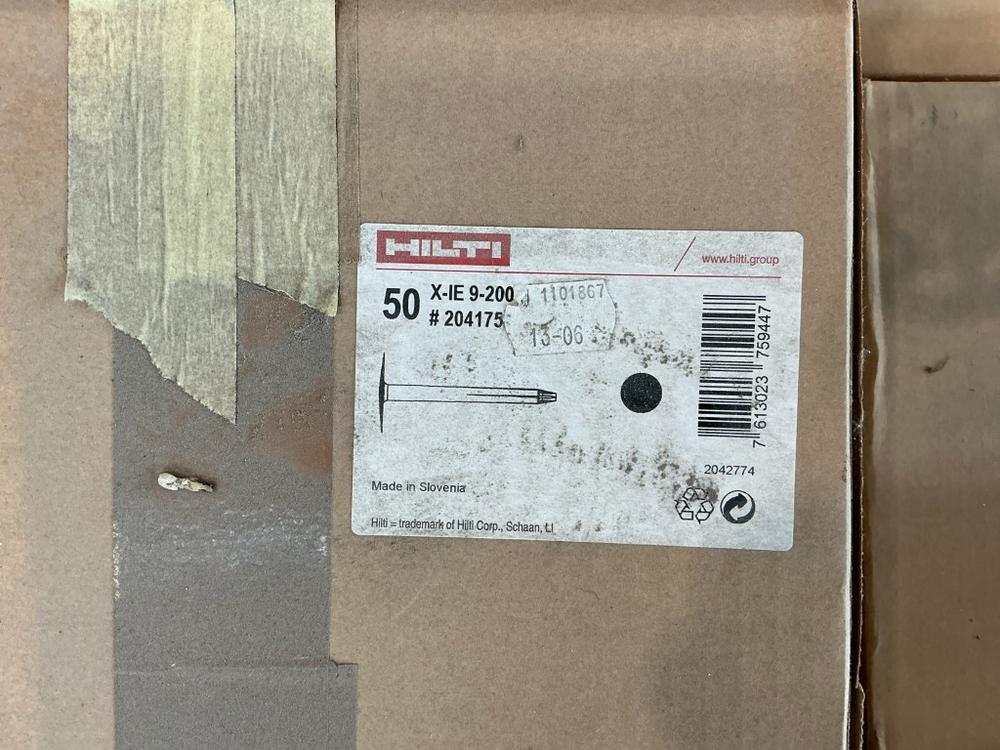 HILTI
www.hilti.group
50 X-IE 9-200
# 204175
1101867
13-06
7 613023 759447
2042774
Made in Slovenia
Hilti = trademark of Hilti Corp., Schaan, LI